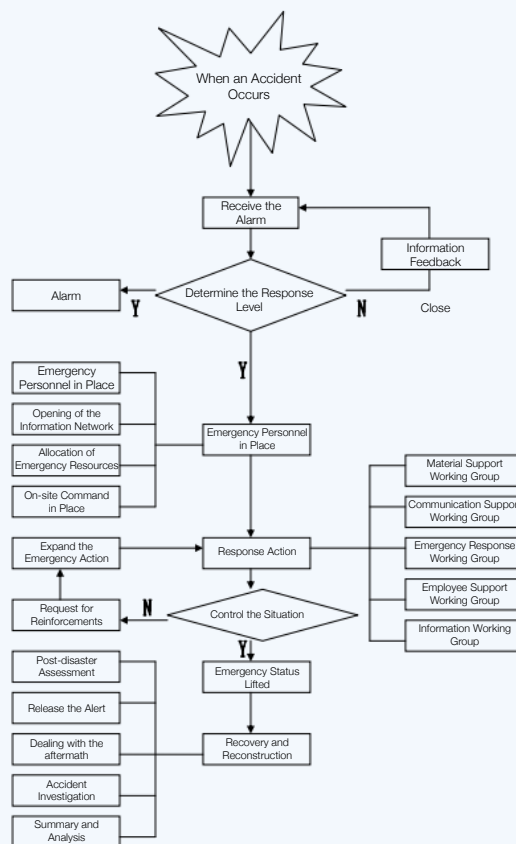 When an Accident
Occurs
Receive the
Alarm
Information
Feedback
Alarm
Determine the Response
Level
Y
N
Close
Y
Emergency
Personnel in Place
Opening of the
Information Network
Allocation of
Emergency Resources
On-site Command
in Place
Emergency Personnel
in Place
Material Support
Working Group
Communication Support
Working Group
Emergency Response
Working Group
Employee Support
Working Group
Information Working
Group
Expand the
Emergency Action
Response Action
Request for
Reinforcements
N
Control the Situation
Y
Post-disaster
Assessment
Release the Alert
Dealing with the
aftermath
Accident
Investigation
Summary and
Analysis
Emergency Status
Lifted
Recovery and
Reconstruction